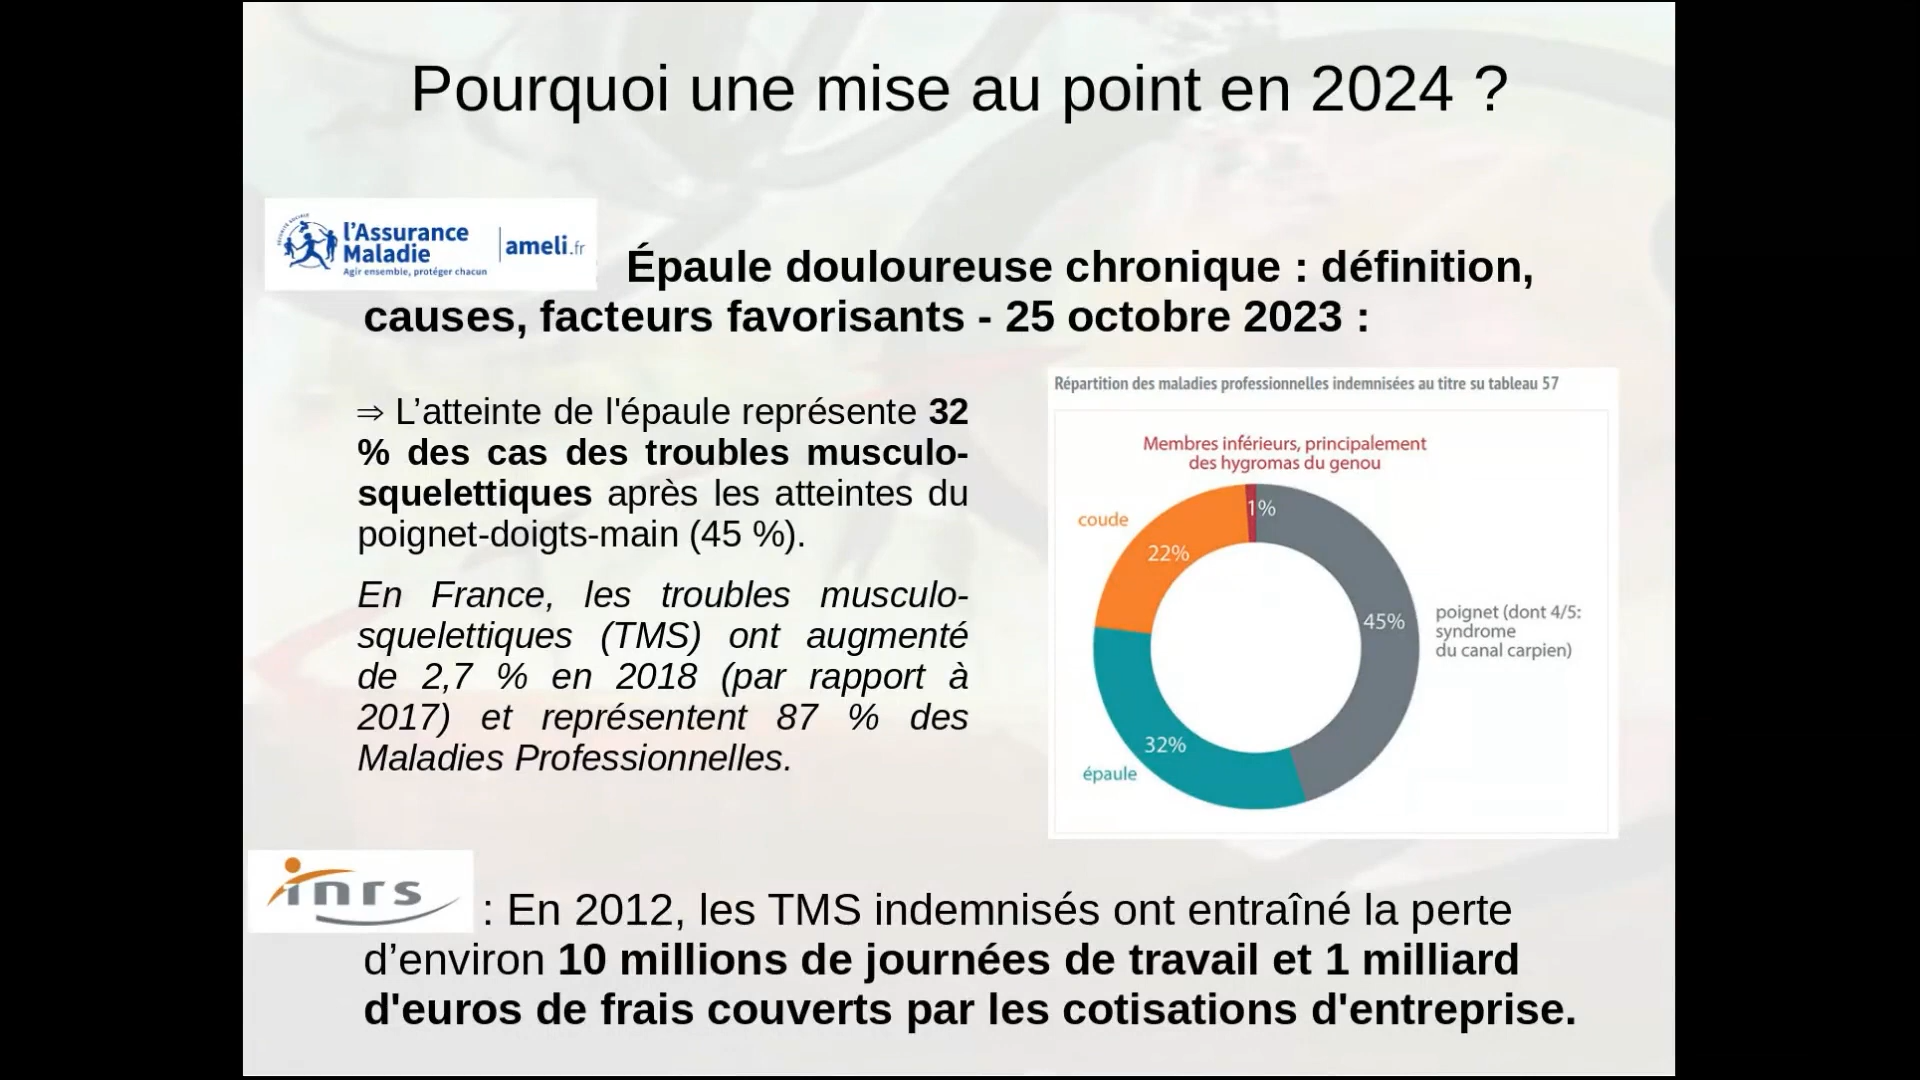 Pourquoi une mise au point en 2024 ?
SÉCURITÉ SOCIALE
l'Assurance
Maladie
Agir ensemble, protéger chacun
ameli.fr
Épaule douloureuse chronique : définition,
causes, facteurs favorisants - 25 octobre 2023 :
⇒ L’atteinte de l'épaule représente 32
% des cas des troubles musculo-
squelettiques après les atteintes du
poignet-doigts-main (45 %).
En France, les troubles musculo-
squelettiques (TMS) ont augmenté
de 2,7 % en 2018 (par rapport à
2017) et représentent 87 % des
Maladies Professionnelles.
Répartition des maladies professionnelles indemnisées au titre su tableau 57
Membres inférieurs, principalement
des hygromas du genou
1%
coude
22%
45%
poignet (dont 4/5:
syndrome
du canal carpien)
32%
épaule
inrs
: En 2012, les TMS indemnisés ont entraîné la perte
d’environ 10 millions de journées de travail et 1 milliard
d'euros de frais couverts par les cotisations d'entreprise.